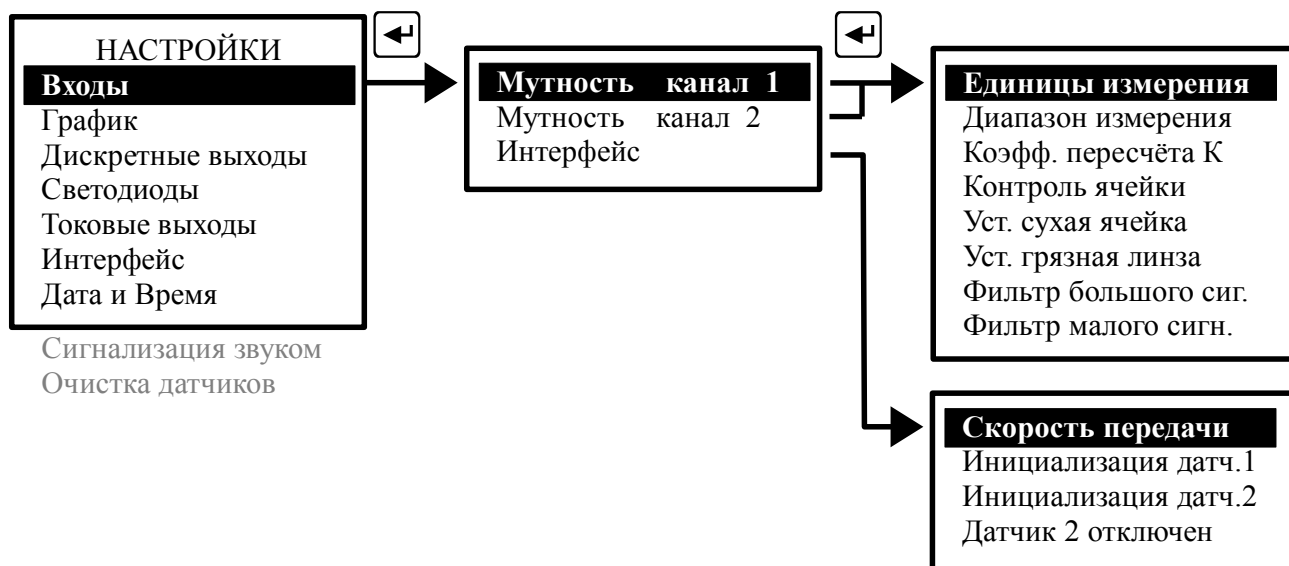 НАСТРОЙКИ
Входы
График
Дискретные выходы
Светодиоды
Токовые выходы
Интерфейс
Дата и Время
Сигнализация звуком
Очистка датчиков
Мутность канал 1
Мутность канал 2
Интерфейс
Единицы измерения
Диапазон измерения
Коэфф. пересчёта К
Контроль ячейки
Уст. сухая ячейка
Уст. грязная линза
Фильтр большого сиг.
Фильтр малого сигн.
Скорость передачи
Инициализация датч.1
Инициализация датч.2
Датчик 2 отключен